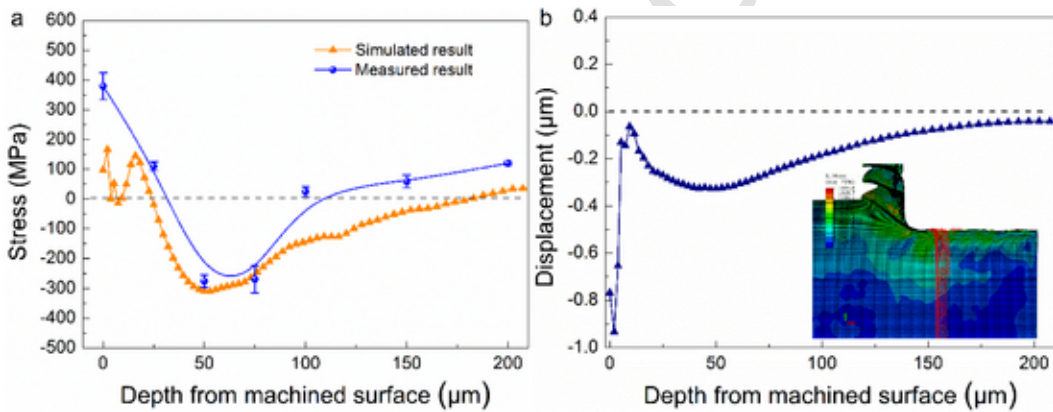 a
600
500
400
300
200
100
0
-100
-200
-300
-400
-500
Stress (MPa)
Simulated result
Measured result
0 50 100 150 200
Depth from machined surface (μm)
b
0.4
0.2
0.0
-0.2
-0.4
-0.6
-0.8
-1.0
Displacement (μm)
0 50 100 150 200
Depth from machined surface (μm)